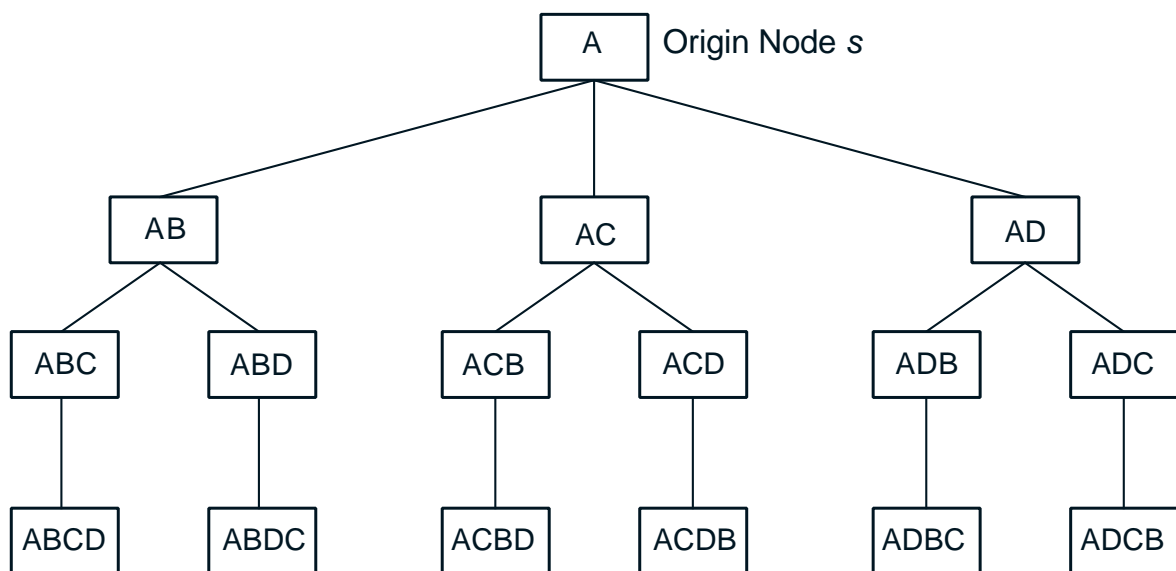 A
Origin Node s
AB
AC
AD
ABC
ABD
ACB
ACD
ADB
ADC
ABCD
ABDC
ACBD
ACDB
ADBC
ADCB